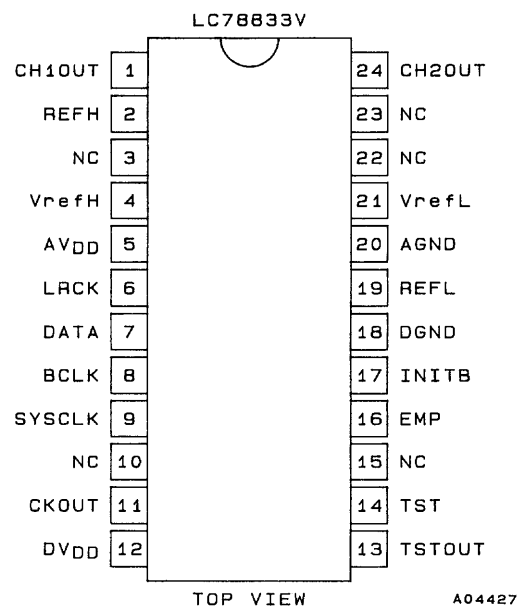 LC78833V
CH1OUT 1 24 CH2OUT
REFH 2 23 NC
NC 3 22 NC
VrefH 4 21 VrefL
AVDD 5 20 AGND
LRCK 6 19 REFL
DATA 7 18 DGND
BCLK 8 17 INITB
SYSCLK 9 16 EMP
NC 10 15 NC
CKOUT 11 14 TST
DVDD 12 13 TSTOUT
TOP VIEW A04427